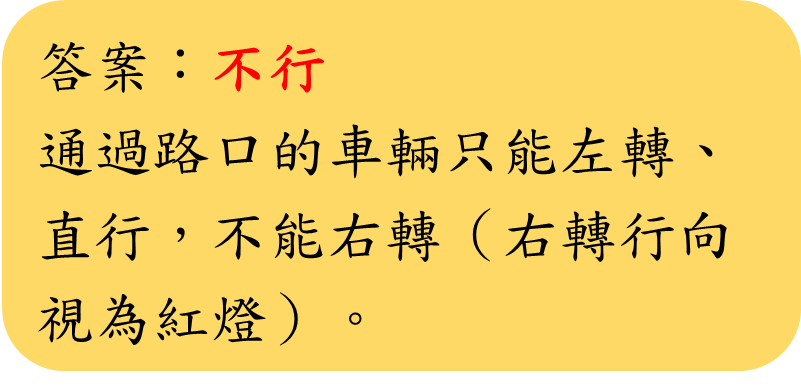 答案：不行
通過路口的車輛只能左轉、
直行，不能右轉（右轉行向
視為紅燈）。